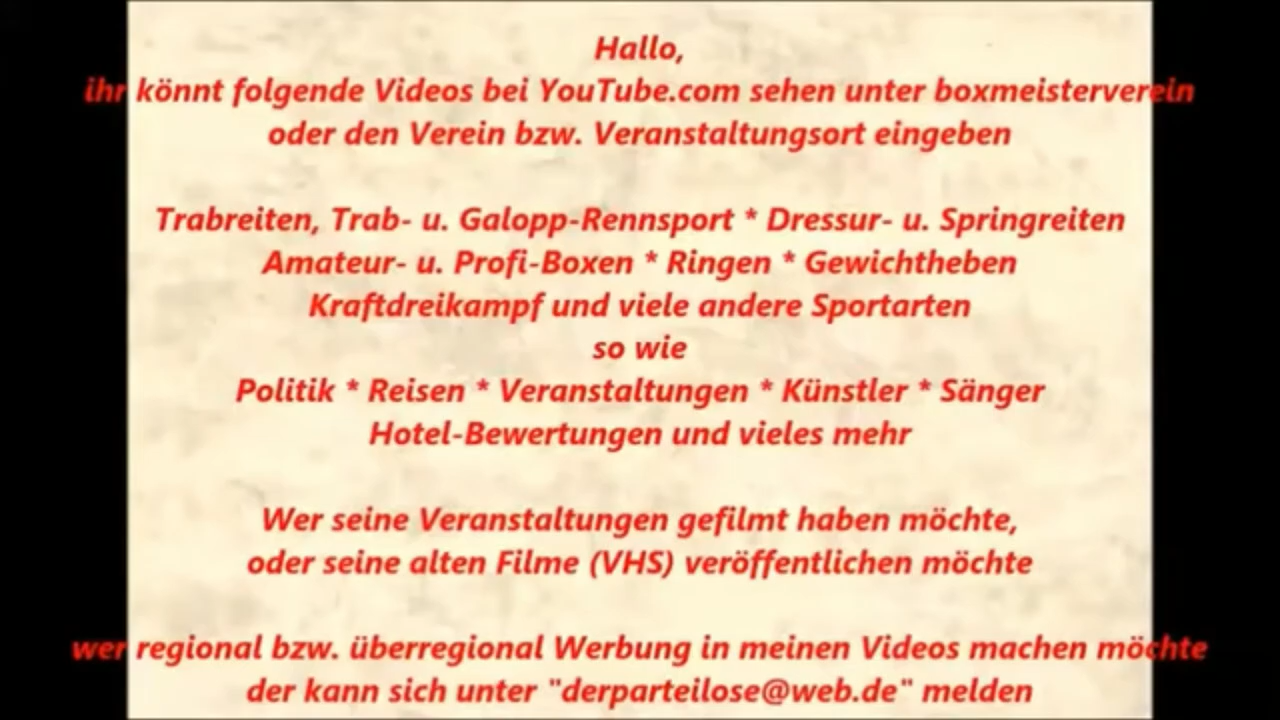 Hallo,
ihr könnt folgende Videos bei YouTube.com sehen unter boxmeisterverein
oder den Verein bzw. Veranstaltungsort eingeben
Trabreiten, Trab- u. Galopp-Rennsport * Dressur- u. Springreiten
Amateur- u. Profi-Boxen * Ringen * Gewichtheben
Kraftdreikampf und viele andere Sportarten
so wie
Politik * Reisen * Veranstaltungen * Künstler * Sänger
Hotel-Bewertungen und vieles mehr
Wer seine Veranstaltungen gefilmt haben möchte,
oder seine alten Filme (VHS) veröffentlichen möchte
wer regional bzw. überregional Werbung in meinen Videos machen möchte
der kann sich unter "derparteilose@web.de" melden